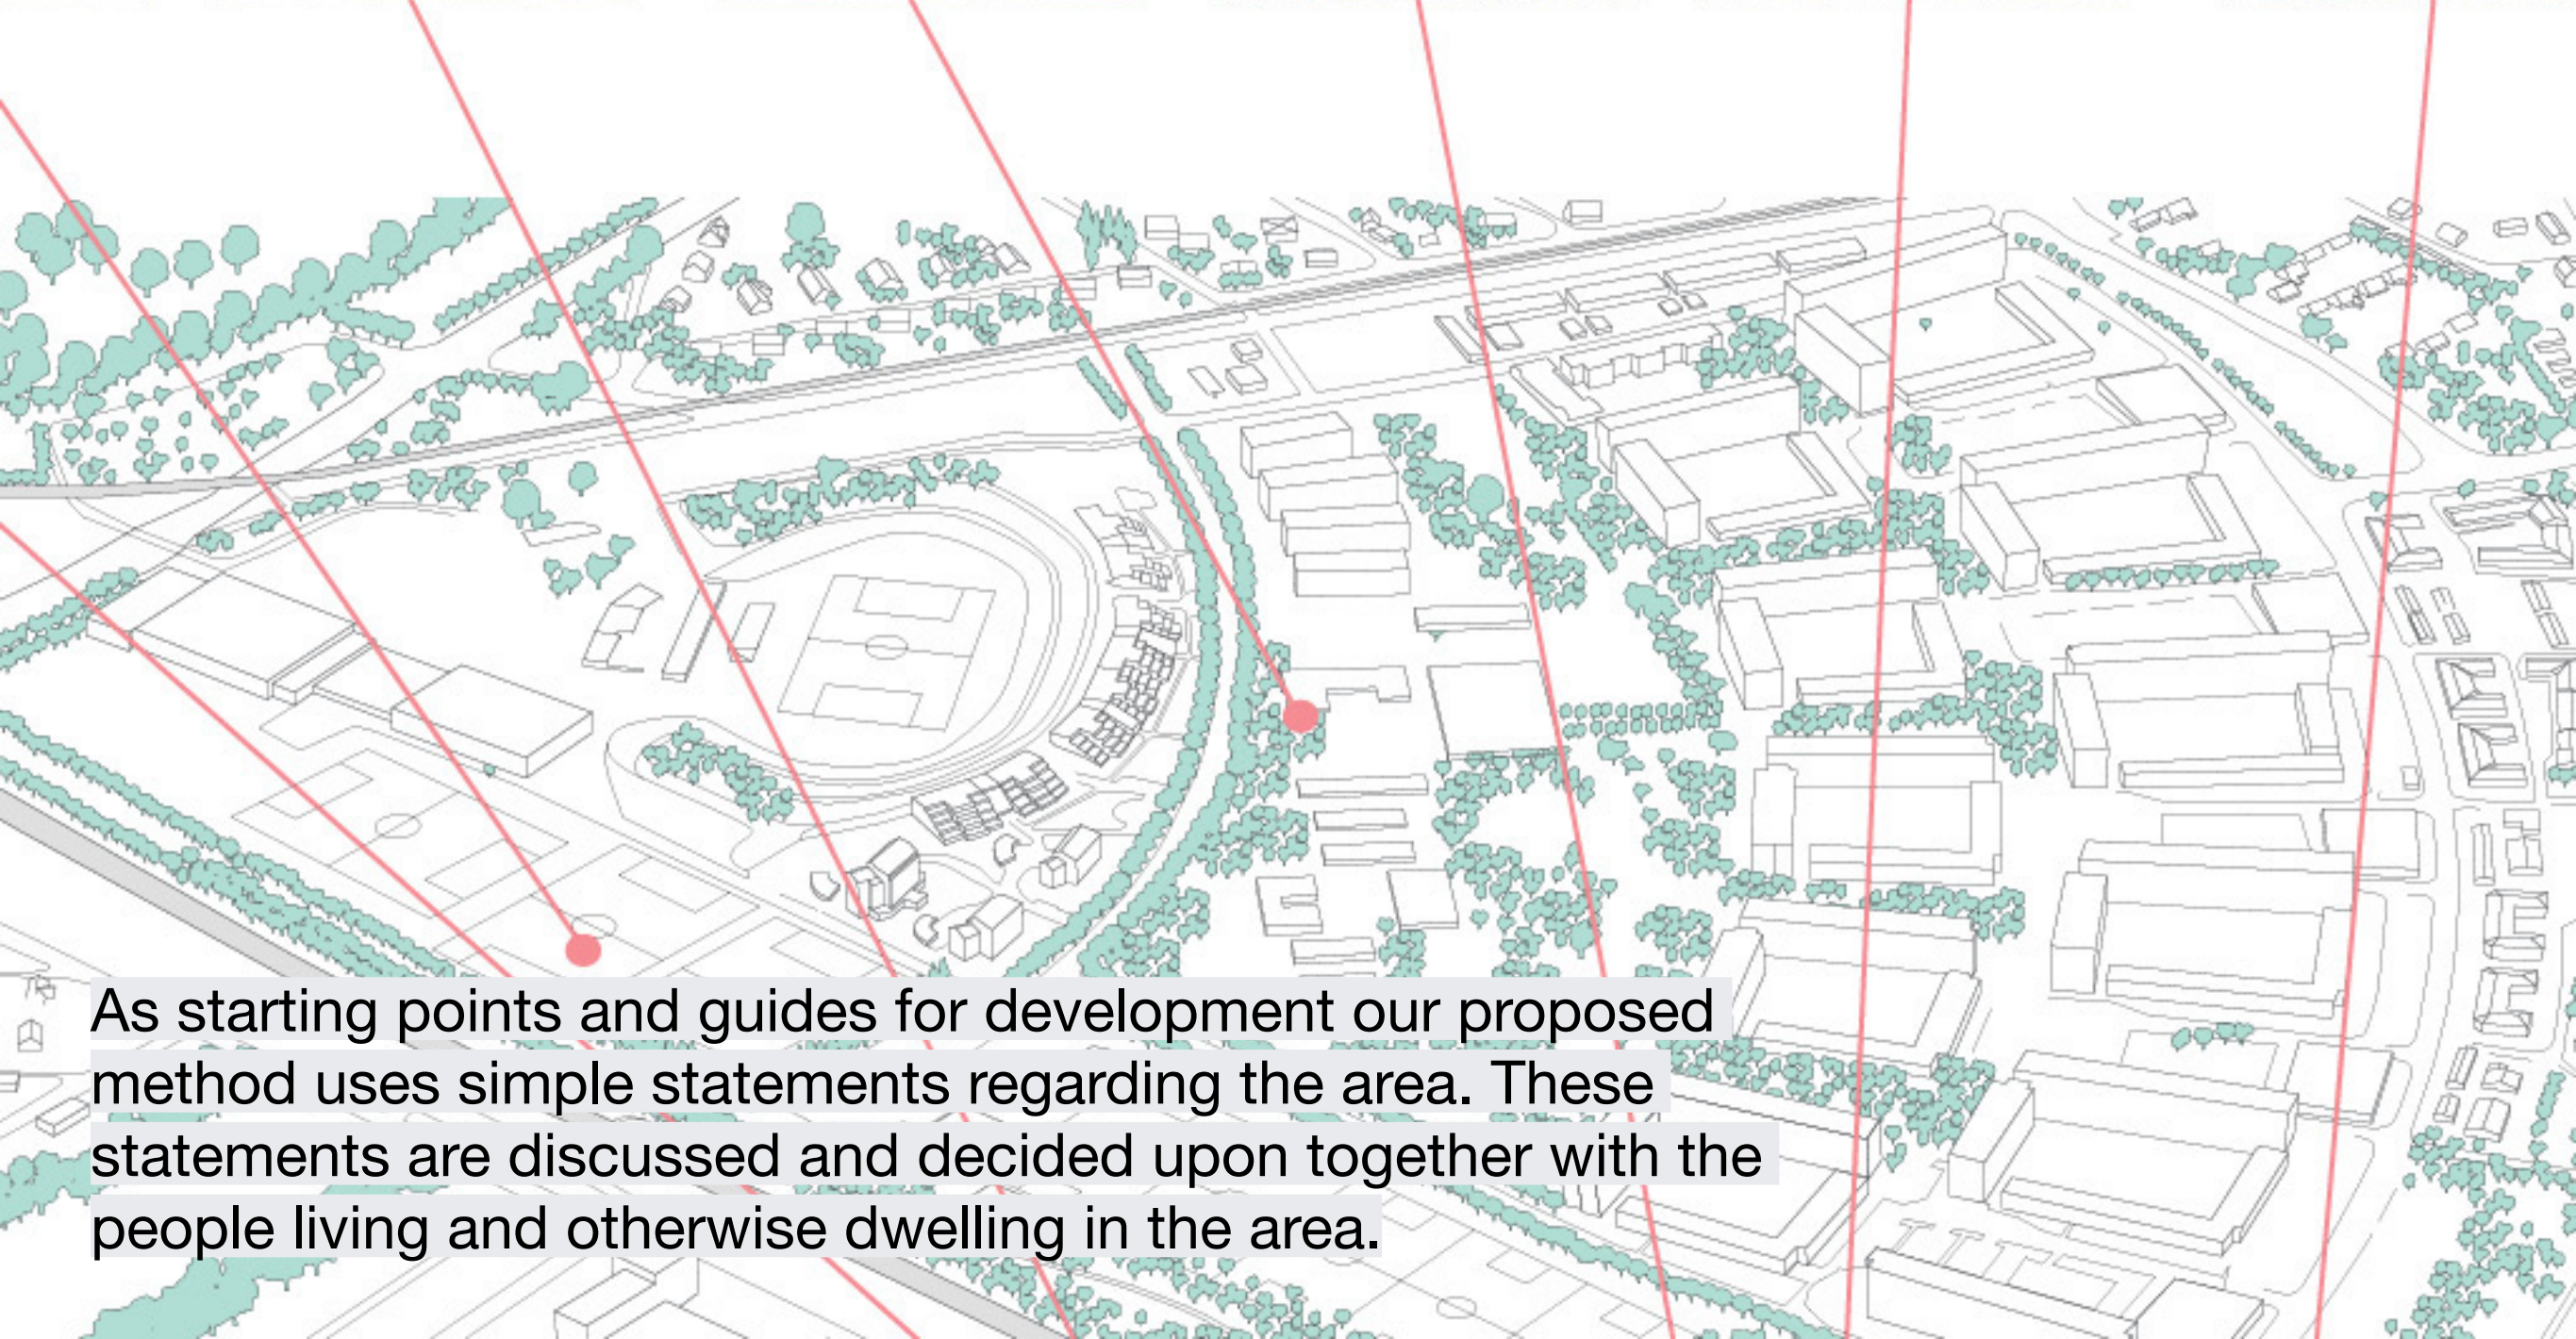 As starting points and guides for development our proposed
method uses simple statements regarding the area. These
statements are discussed and decided upon together with the
people living and otherwise dwelling in the area.